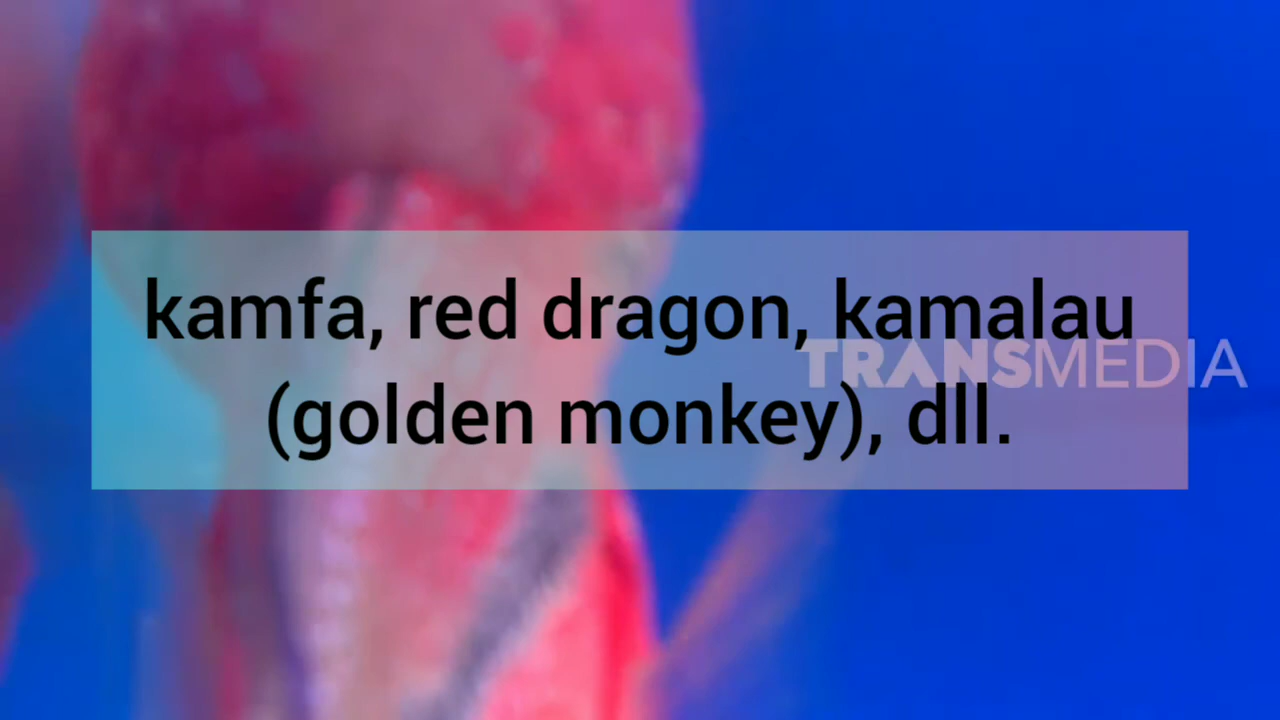 kamfa, red dragon, kamalau
TRANSMEDIA
(golden monkey), dll.